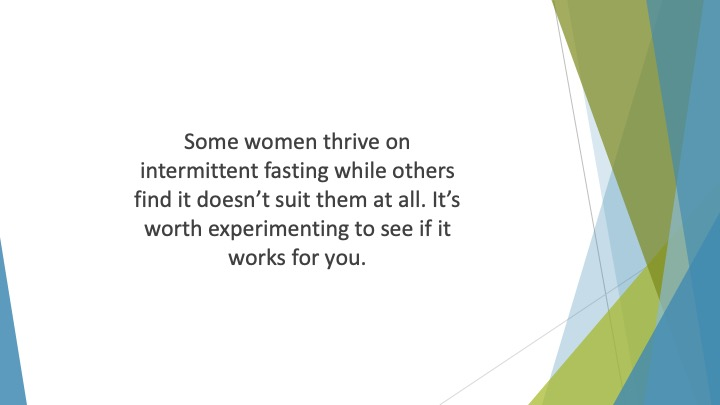 Some women thrive on
intermittent fasting while others
find it doesn’t suit them at all. It’s
worth experimenting to see if it
works for you.